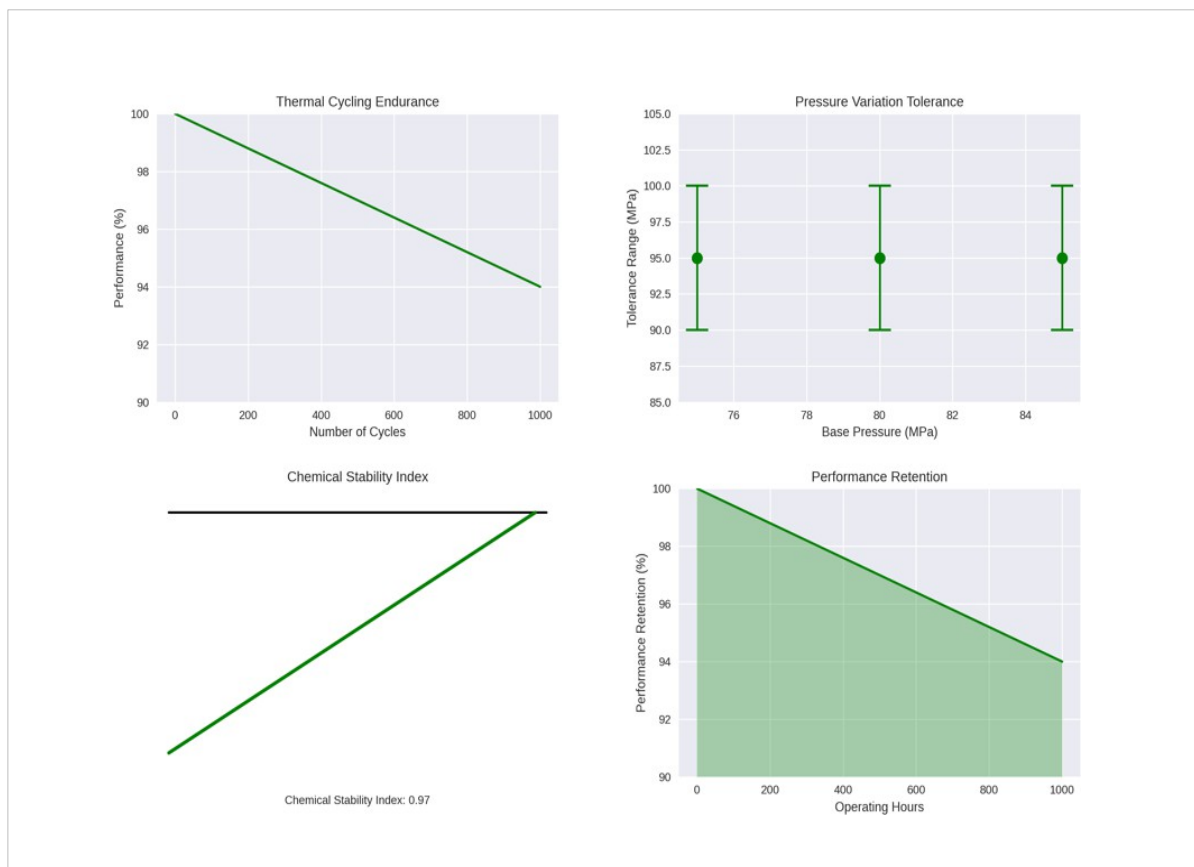 Thermal Cycling Endurance
100
98
96
94
92
90
Performance (%)
0 200 400 600 800 1000
Number of Cycles
Pressure Variation Tolerance
105.0
102.5
100.0
97.5
95.0
92.5
90.0
87.5
85.0
Tolerance Range (MPa)
76 78 80 82 84
Base Pressure (MPa)
Chemical Stability Index
Chemical Stability Index: 0.97
Performance Retention
100
98
96
94
92
90
Performance Retention (%)
0 200 400 600 800 1000
Operating Hours